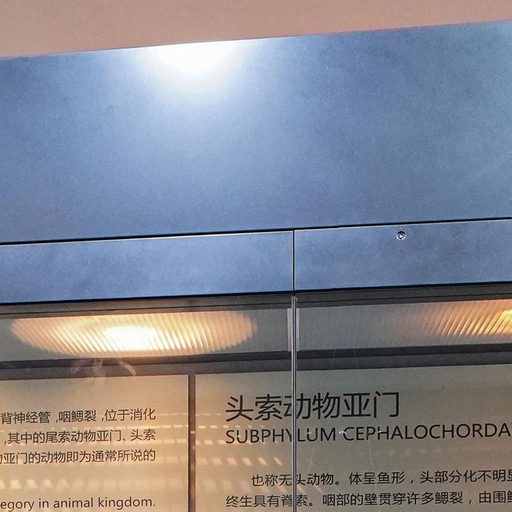 背神经管，咽鳃裂，位于消化
，其中的尾索动物亚门、头索
亚门的动物即为通常所说的
egory in animal kingdom.
头索动物亚门
SUBPHYLUM CEPHALOCHORDA
也称无头动物。体呈鱼形，头部分化不明显
终生具有脊索。咽部的壁贯穿许多鳃裂，由围鳃